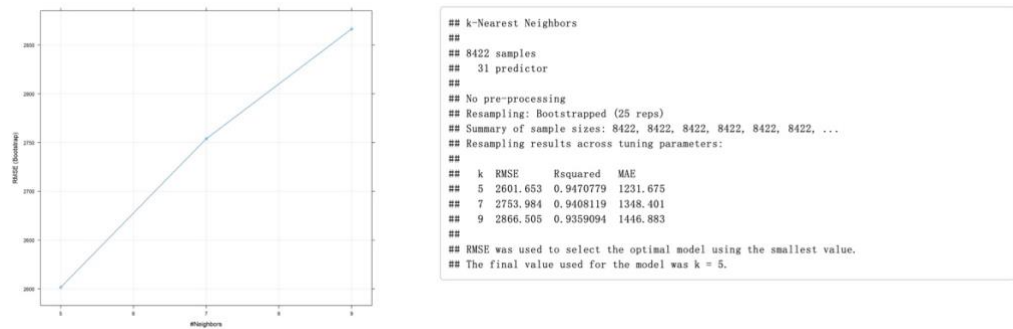 2850
2800
2750
2700
2650
2600
RMSE (Bootstrap)
5 6 7 8 9
#Neighbors
## k-Nearest Neighbors
##
## 8422 samples
##   31 predictor
##
## No pre-processing
## Resampling: Bootstrapped (25 reps)
## Summary of sample sizes: 8422, 8422, 8422, 8422, 8422, 8422, ...
## Resampling results across tuning parameters:
##
##   k  RMSE      Rsquared   MAE
##   5  2601.653  0.9470779  1231.675
##   7  2753.984  0.9408119  1348.401
##   9  2866.505  0.9359094  1446.883
##
## RMSE was used to select the optimal model using the smallest value.
## The final value used for the model was k = 5.